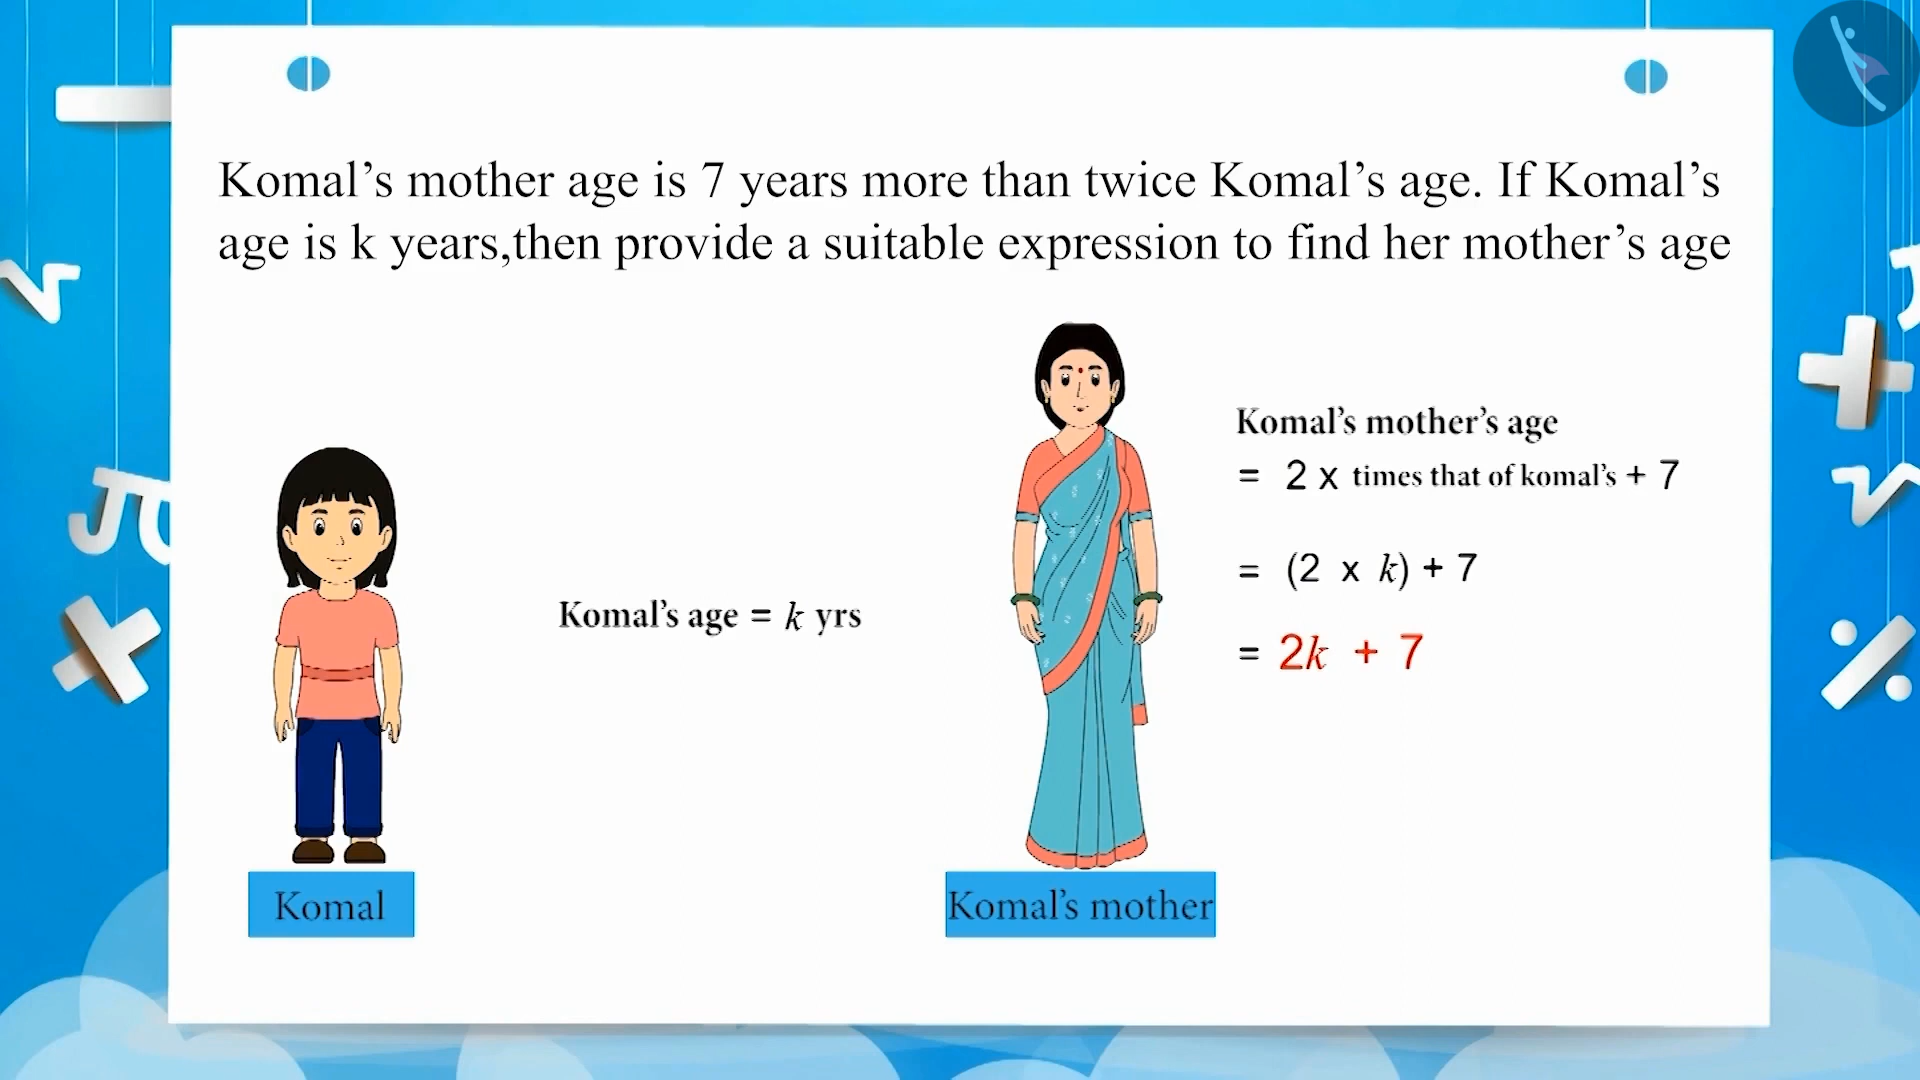 Komal’s mother age is 7 years more than twice Komal’s age. If Komal’s
age is k years,then provide a suitable expression to find her mother’s age
Komal’s mother’s age
= 2 x times that of komal’s + 7
= (2 x k) + 7
Komal’s age = k yrs
= 2k + 7
Komal
Komal’s mother